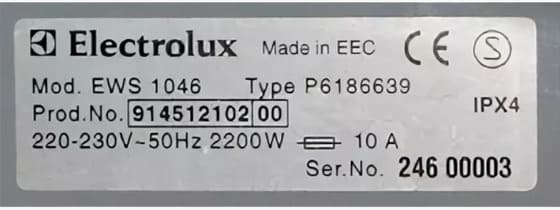 Electrolux Made in EEC CE S
Mod. EWS 1046 Type P6186639
IPX4
Prod.No. 914512102 00
220-230V~50Hz 2200W 10 A
Ser.No. 246 00003